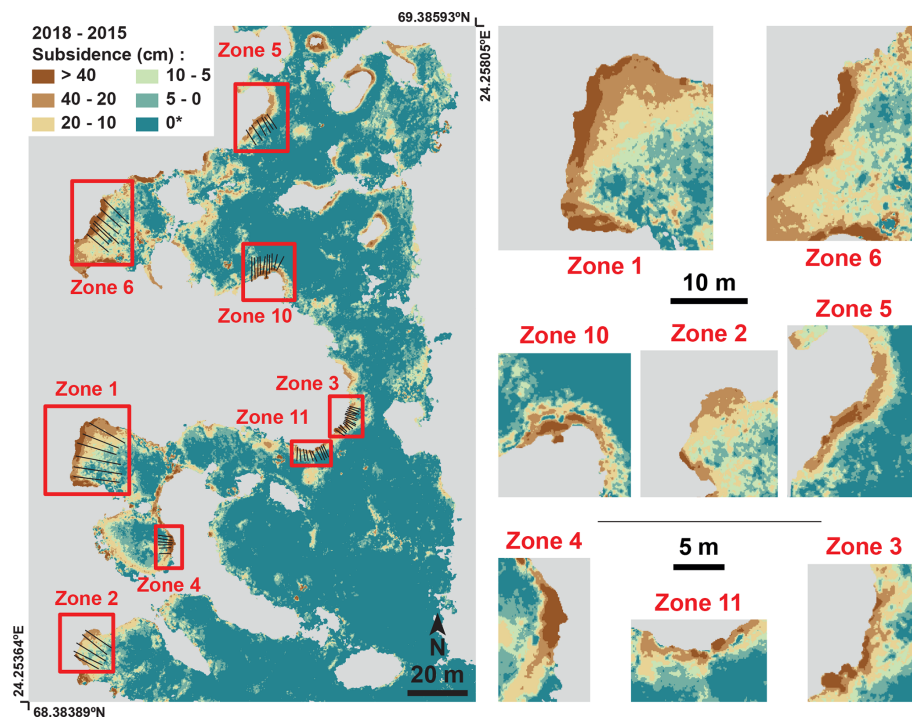 69.38593ºN
24.25805ºE
2018 - 2015
Subsidence (cm) :
> 40
40 - 20
20 - 10
10 - 5
5 - 0
0*
Zone 5
Zone 6
Zone 10
Zone 3
Zone 1
Zone 11
Zone 4
Zone 2
N
20 m
24.25364ºE
68.38389ºN
Zone 1
Zone 6
10 m
Zone 10
Zone 2
Zone 5
Zone 4
5 m
Zone 3
Zone 11